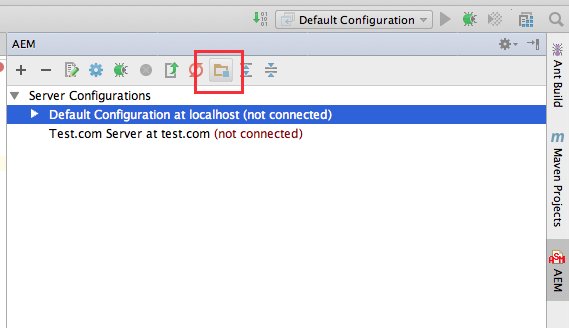 Default Configuration
AEM
Server Configurations
Default Configuration at localhost (not connected)
Test.com Server at test.com (not connected)
Ant Build
m
Maven Projects
AEM